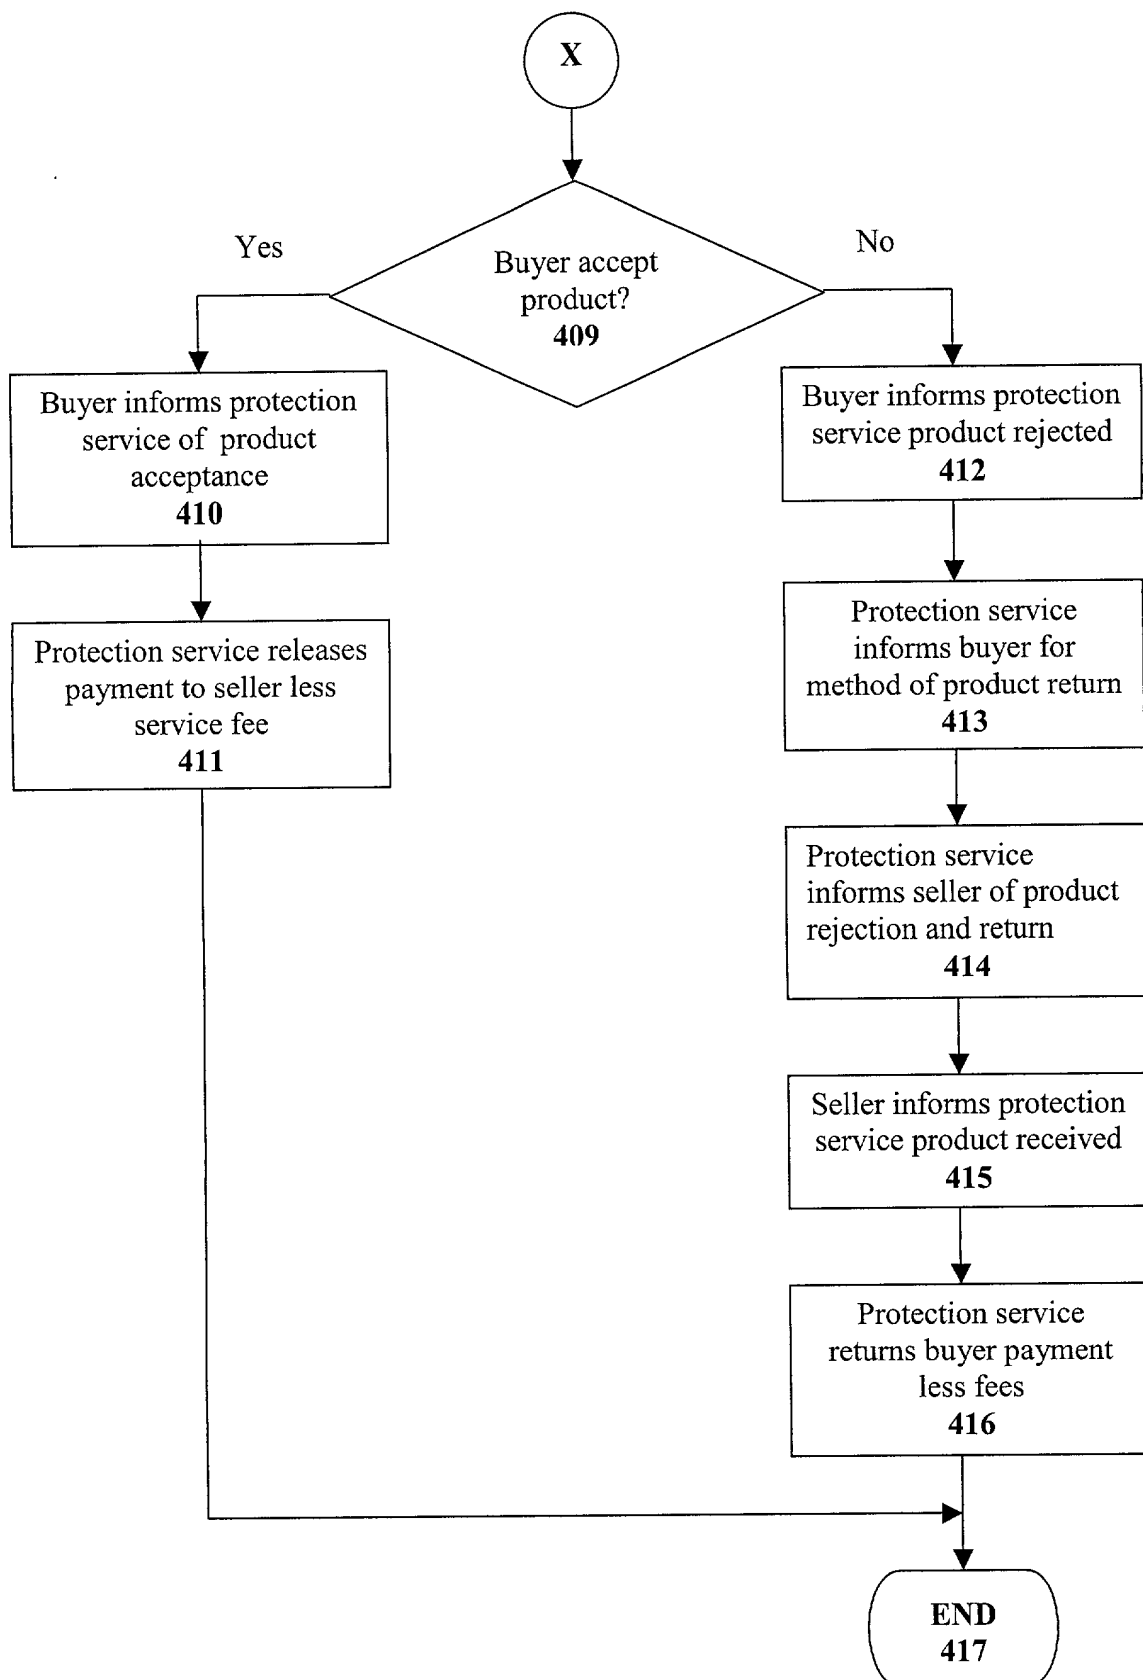 X
Yes
No
Buyer accept
product?
409
Buyer informs protection
service of product
acceptance
410
Protection service releases
payment to seller less
service fee
411
Buyer informs protection
service product rejected
412
Protection service
informs buyer for
method of product return
413
Protection service
informs seller of product
rejection and return
414
Seller informs protection
service product received
415
Protection service
returns buyer payment
less fees
416
END
417